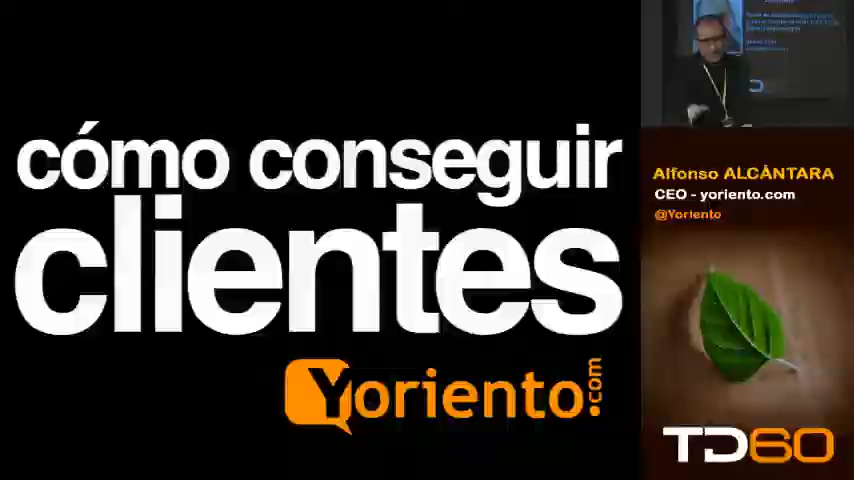 cómo conseguir
clientes
Yoriento.com
Alfonso ALCÁNTARA
CEO - yoriento.com
@Yoriento
TD60